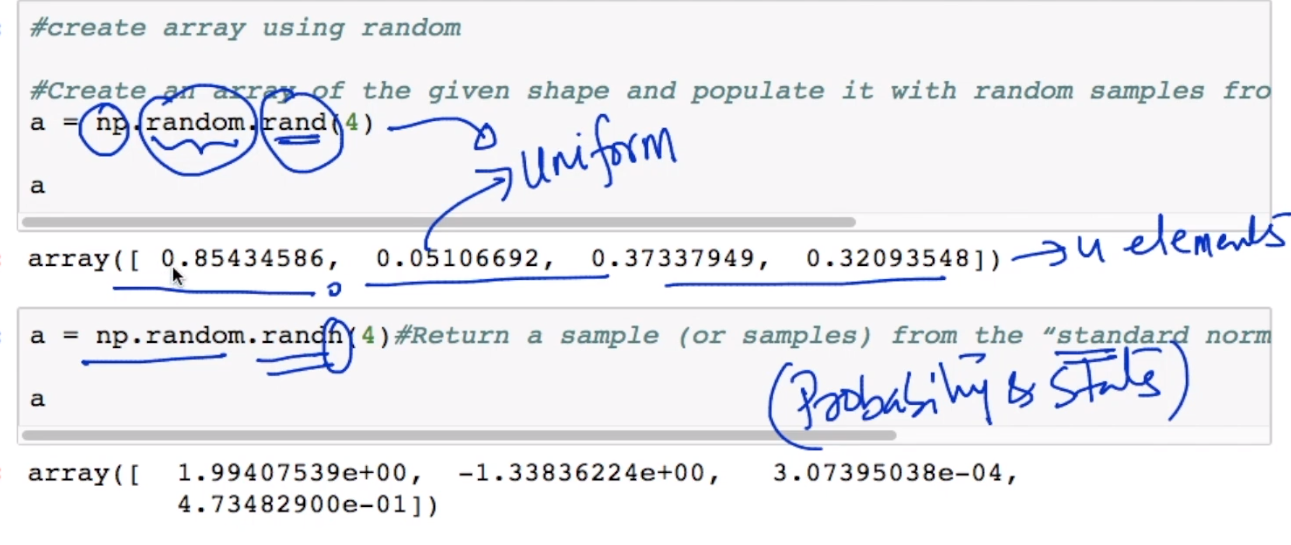 #create array using random
#Create an array of the given shape and populate it with random samples fro
a = np.random.rand(4)
Uniform
a
array([ 0.85434586, 0.05106692, 0.37337949, 0.32093548])
4 elements
a = np.random.randn(4)#Return a sample (or samples) from the “standard norm
(Probability & Stats)
a
array([ 1.99407539e+00, -1.33836224e+00, 3.07395038e-04,
4.73482900e-01])